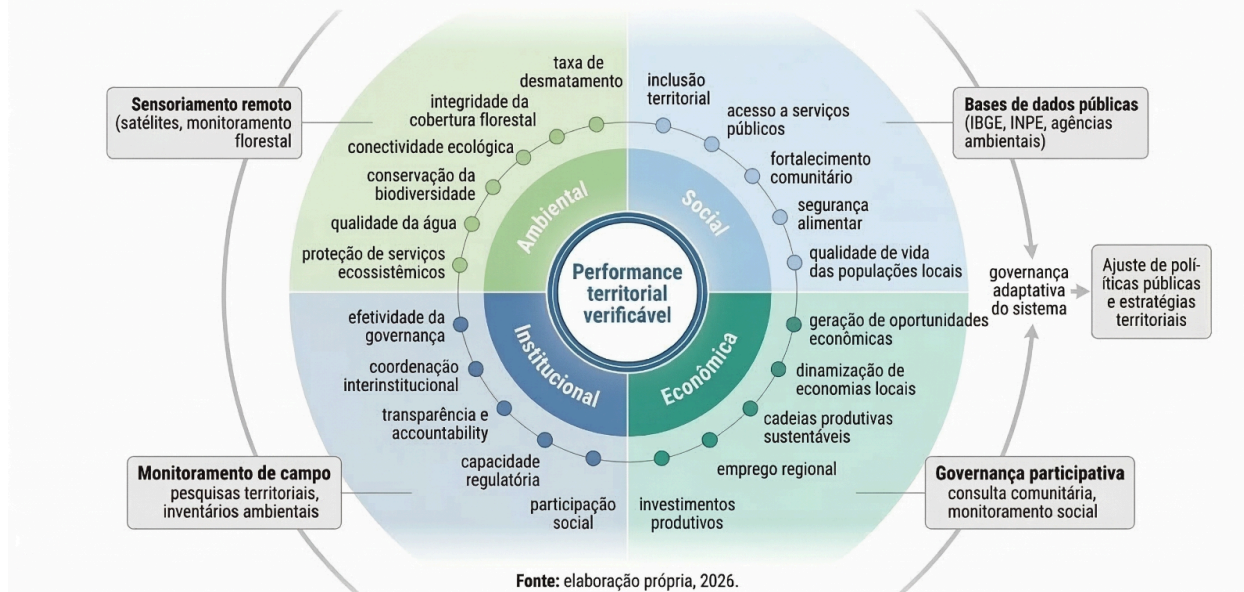 Sensoriamento remoto
(satélites, monitoramento
florestal
taxa de
desmatamento
integridade da
cobertura florestal
conectividade ecológica
conservação da
biodiversidade
qualidade da água
proteção de serviços
ecossistêmicos
Ambiental
inclusão
territorial
acesso a serviços
públicos
fortalecimento
comunitário
segurança
alimentar
qualidade de vida
das populações locais
Social
Bases de dados públicas
(IBGE, INPE, agências
ambientais)
Performance
territorial
verificável
governança
adaptativa
do sistema
Ajuste de polí-
íticas públicas
e estratégias
territoriais
efetividade da
governança
coordenação
interinstitucional
transparência e
accountability
capacidade
regulatória
participação
social
Institucional
geração de oportunidades
econômicas
dinamização de
economias locais
cadeias produtivas
sustentáveis
emprego regional
investimentos
produtivos
Econômica
Monitoramento de campo
pesquisas territoriais,
inventários ambientais
Governança participativa
consulta comunitária,
monitoramento social
Fonte: elaboração própria, 2026.